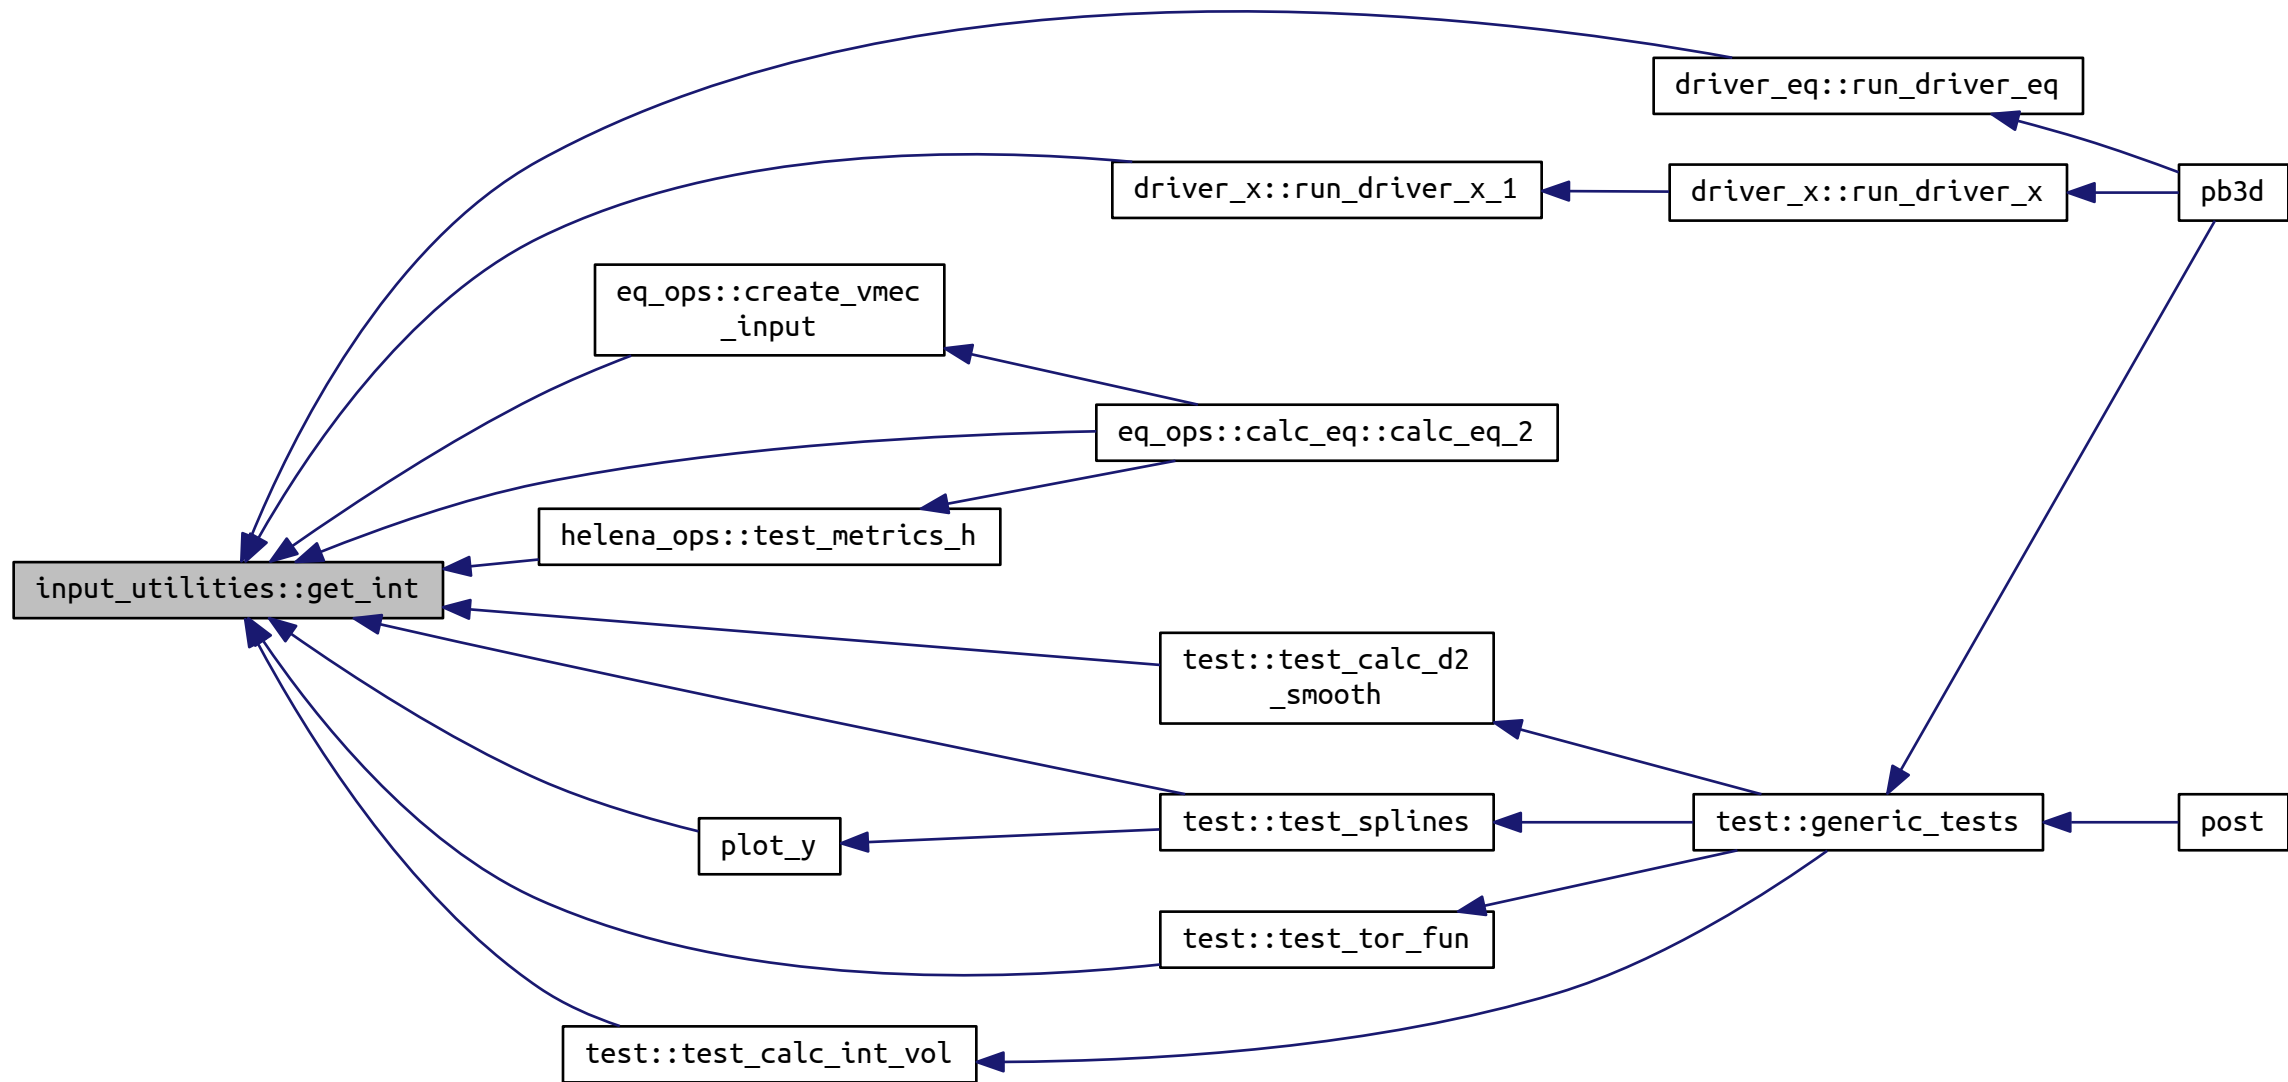 driver_eq::run_driver_eq
driver_x::run_driver_x_1
driver_x::run_driver_x
pb3d
eq_ops::create_vmec
_input
eq_ops::calc_eq::calc_eq_2
helena_ops::test_metrics_h
input_utilities::get_int
test::test_calc_d2
_smooth
test::test_splines
test::generic_tests
post
plot_y
test::test_tor_fun
test::test_calc_int_vol